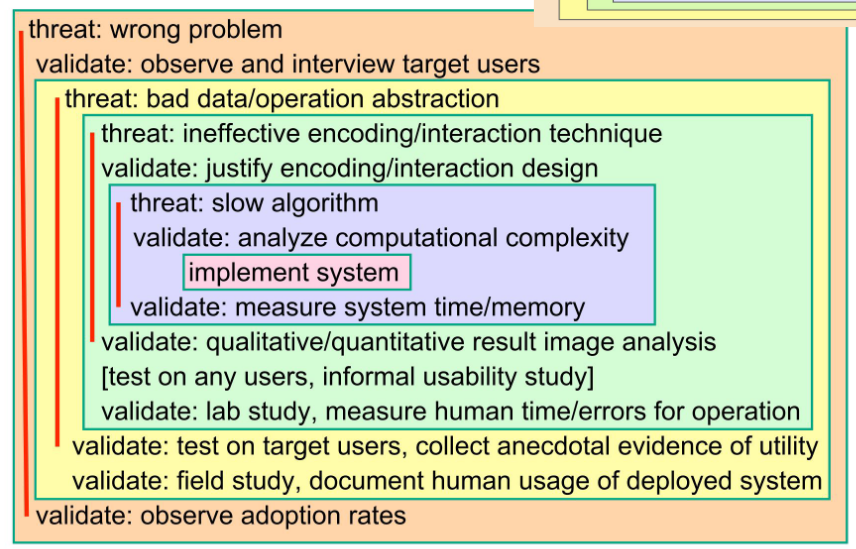 threat: wrong problem
validate: observe and interview target users
threat: bad data/operation abstraction
threat: ineffective encoding/interaction technique
validate: justify encoding/interaction design
threat: slow algorithm
validate: analyze computational complexity
implement system
validate: measure system time/memory
validate: qualitative/quantitative result image analysis
[test on any users, informal usability study]
validate: lab study, measure human time/errors for operation
validate: test on target users, collect anecdotal evidence of utility
validate: field study, document human usage of deployed system
validate: observe adoption rates